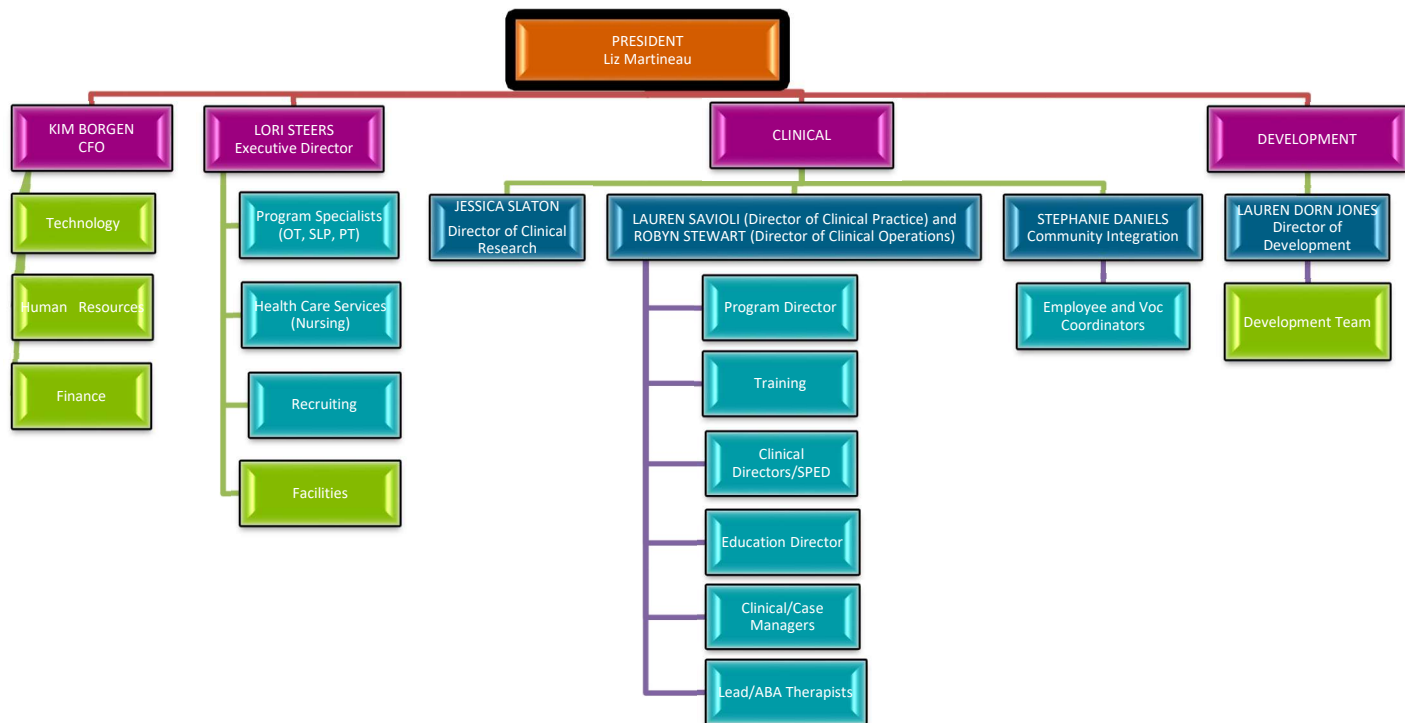 PRESIDENT
Liz Martineau
KIM BORGEN
CFO
Technology
Human Resources
Finance
LORI STEERS
Executive Director
Program Specialists
(OT, SLP, PT)
Health Care Services
(Nursing)
Recruiting
Facilities
CLINICAL
JESSICA SLATON
Director of Clinical
Research
LAUREN SAVIOLI (Director of Clinical Practice) and
ROBYN STEWART (Director of Clinical Operations)
Program Director
Training
Clinical
Directors/SPED
Education Director
Clinical/Case
Managers
Lead/ABA Therapists
STEPHANIE DANIELS
Community Integration
Employee and Voc
Coordinators
DEVELOPMENT
LAUREN DORN JONES
Director of
Development
Development Team